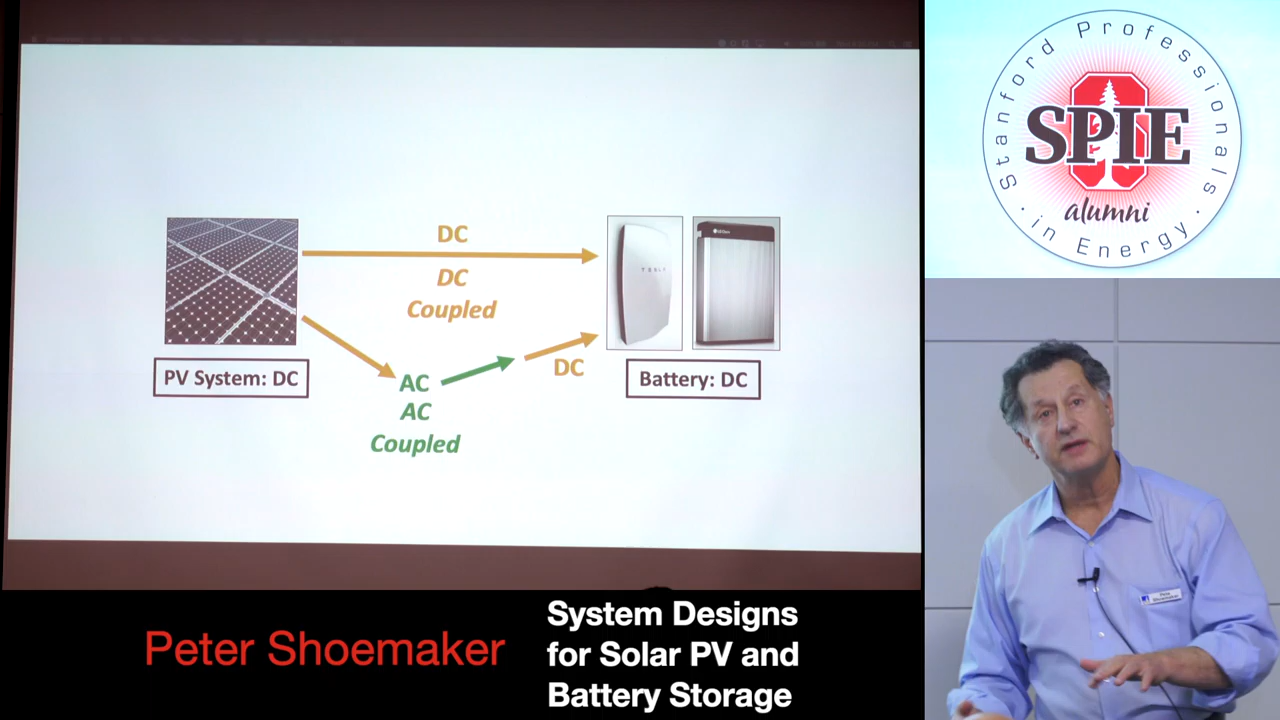 DC
DC
Coupled
PV System: DC
AC
AC
Coupled
DC
TESLA
Battery: DC
Stanford Professionals
SPIE
alumni
· in Energy ·
Peter Shoemaker
System Designs
for Solar PV and
Battery Storage